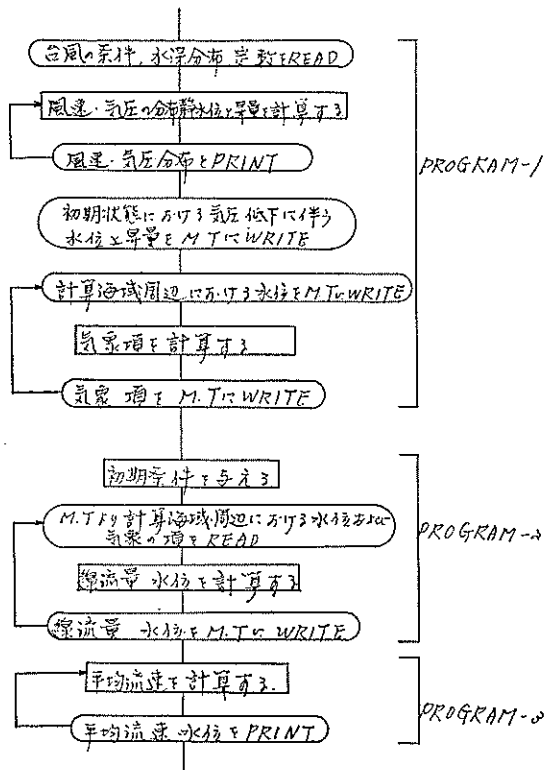 台風の条件,水深分布 定数をREAD
風速・気圧の分布静水位上昇量を計算する
風速・気圧分布をPRINT
PROGRAM-1
初期状態における気圧低下に伴う
水位上昇量をM.TにWRITE
計算海域周辺における水位をM.TにWRITE
気象項を計算する
気象項をM.TにWRITE
初期条件を与える
M.Tより計算海域周辺における水位および
気象の項をREAD
PROGRAM-2
線流量 水位を計算する
線流量 水位をM.TにWRITE
平均流速を計算する.
PROGRAM-3
平均流速 水位をPRINT